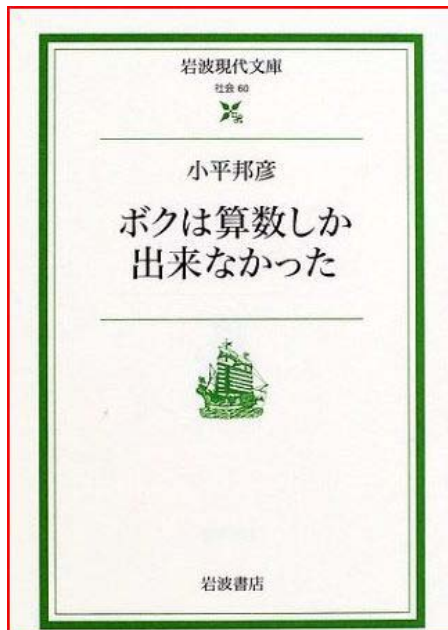 岩波現代文庫
社会 60
小平邦彦
ボクは算数しか
出来なかった
岩波書店